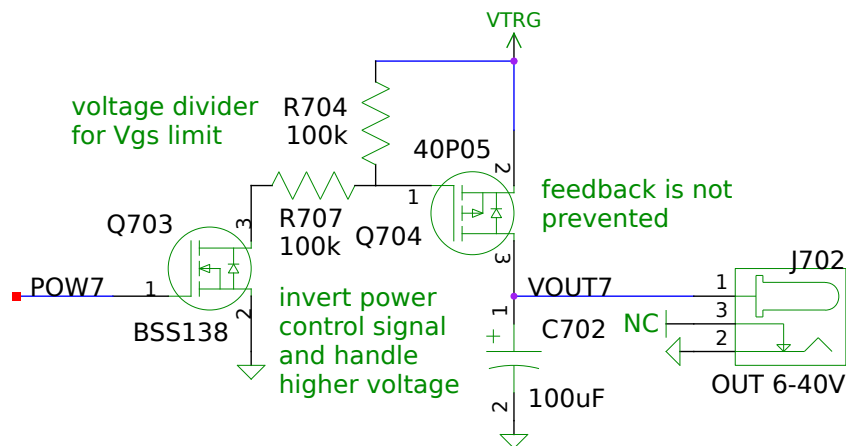 VTRG
voltage divider
for Vgs limit
R704
100k
40P05
2
1
Q704
3
feedback is not
prevented
Q703
3
R707
100k
POW7
1
2
BSS138
invert power
control signal
and handle
higher voltage
VOUT7
1
+
C702
100uF
2
J702
1
3
NC
2
OUT 6-40V